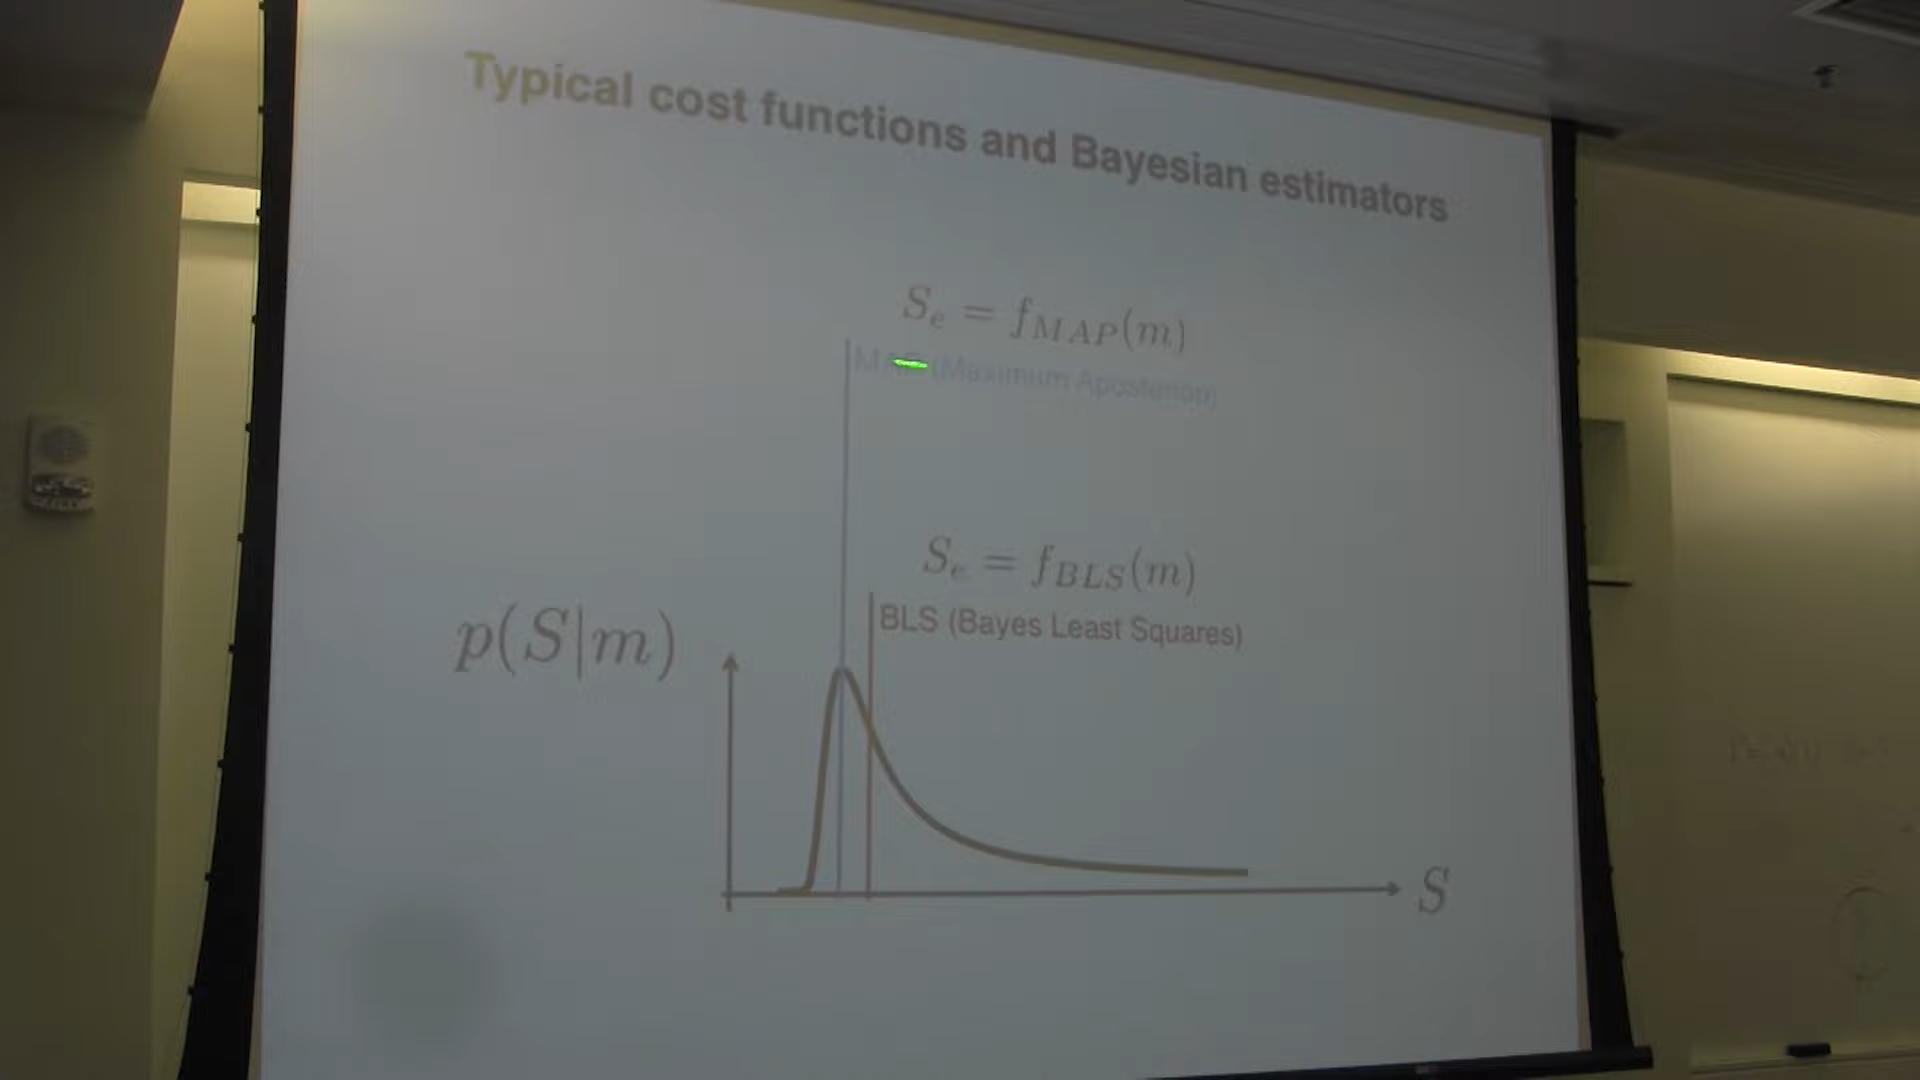 Typical cost functions and Bayesian estimators
S_e = f_{MAP}(m)
(Maximum Aposteriori)
S_e = f_{BLS}(m)
BLS (Bayes Least Squares)
p(S|m)
S